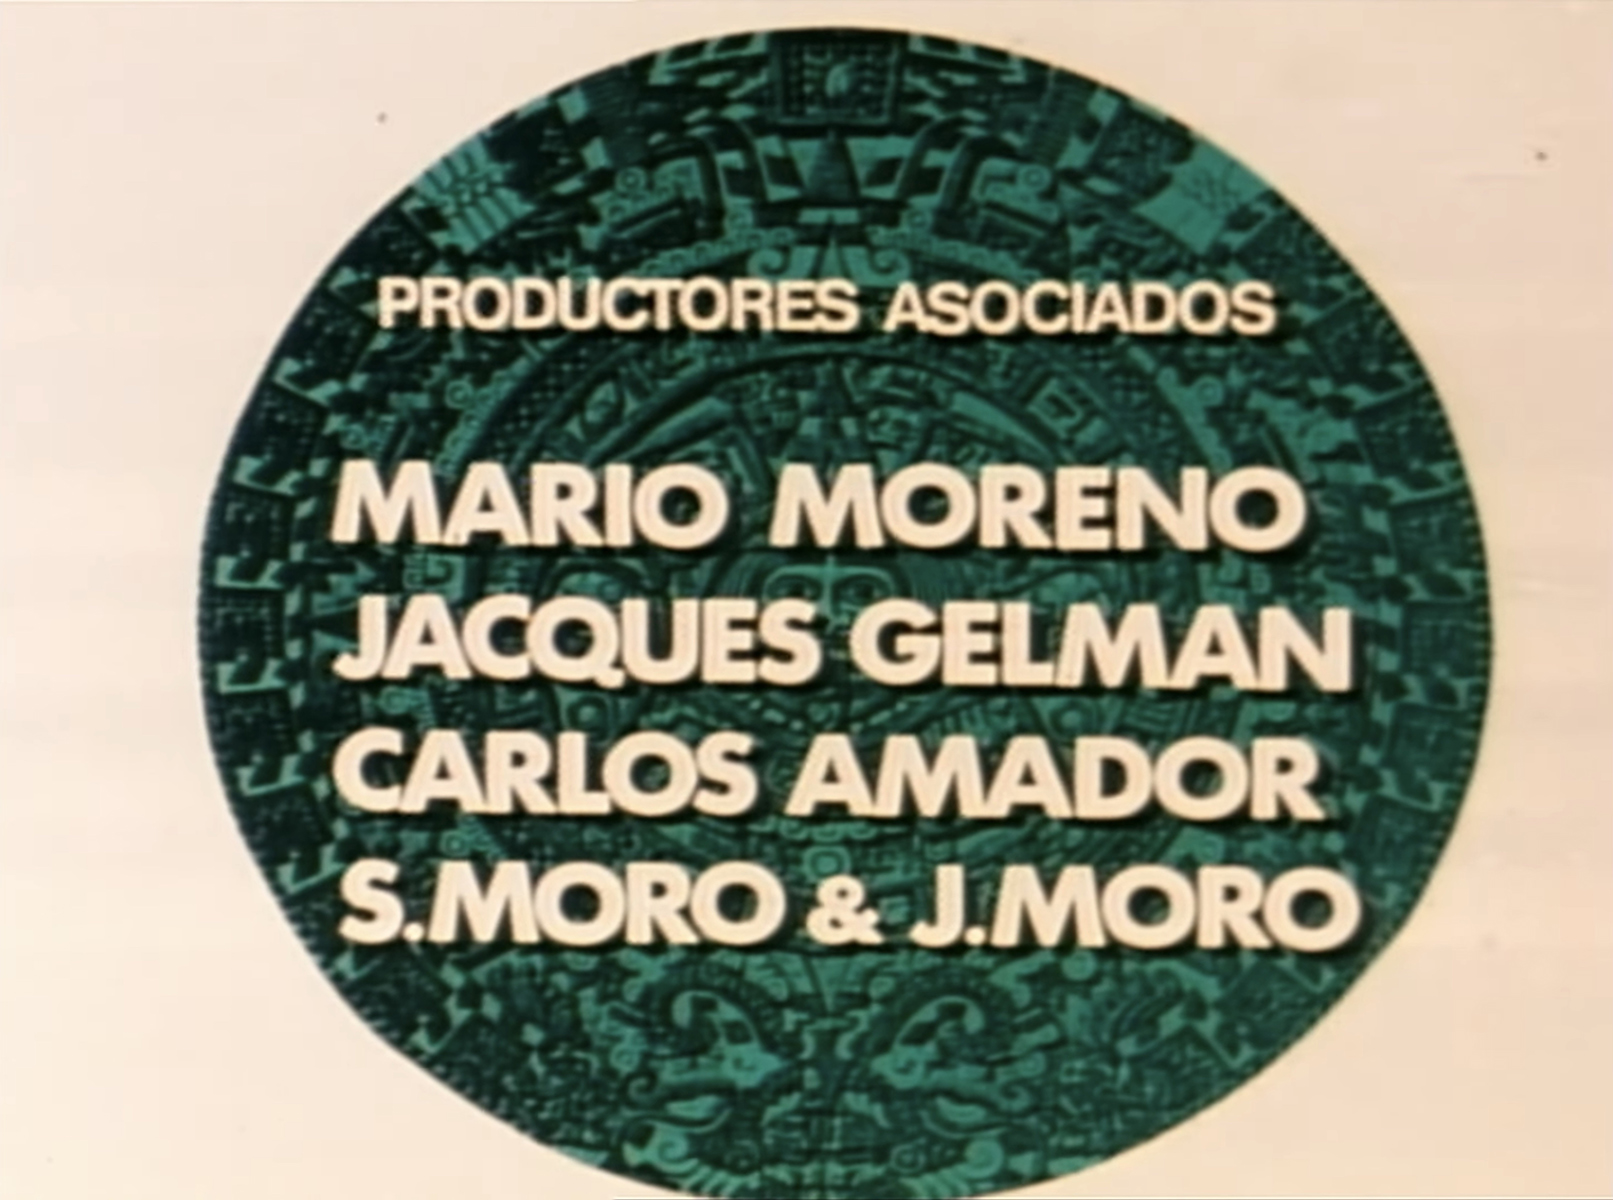 PRODUCTORES ASOCIADOS
MARIO MORENO
JACQUES GELMAN
CARLOS AMADOR
S.MORO & J.MORO